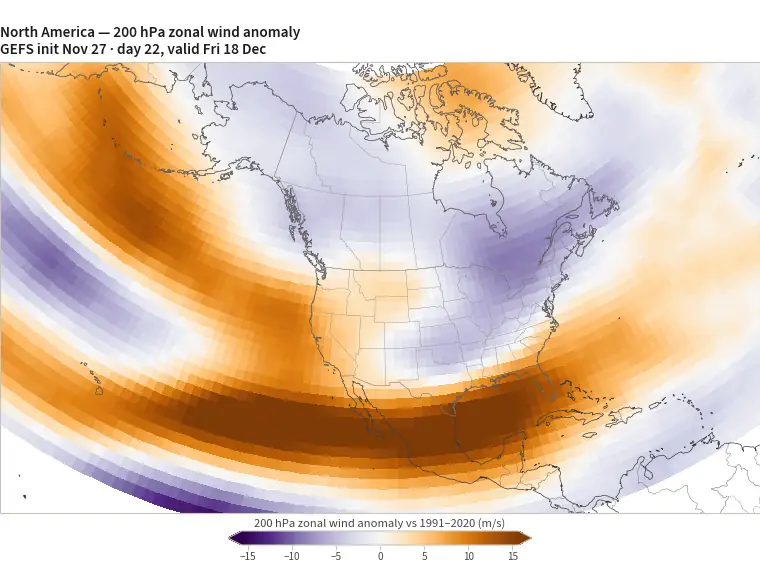 North America — 200 hPa zonal wind anomaly
GEFS init Nov 27 · day 22, valid Fri 18 Dec
200 hPa zonal wind anomaly vs 1991–2020 (m/s)
−15 −10 −5 0 5 10 15